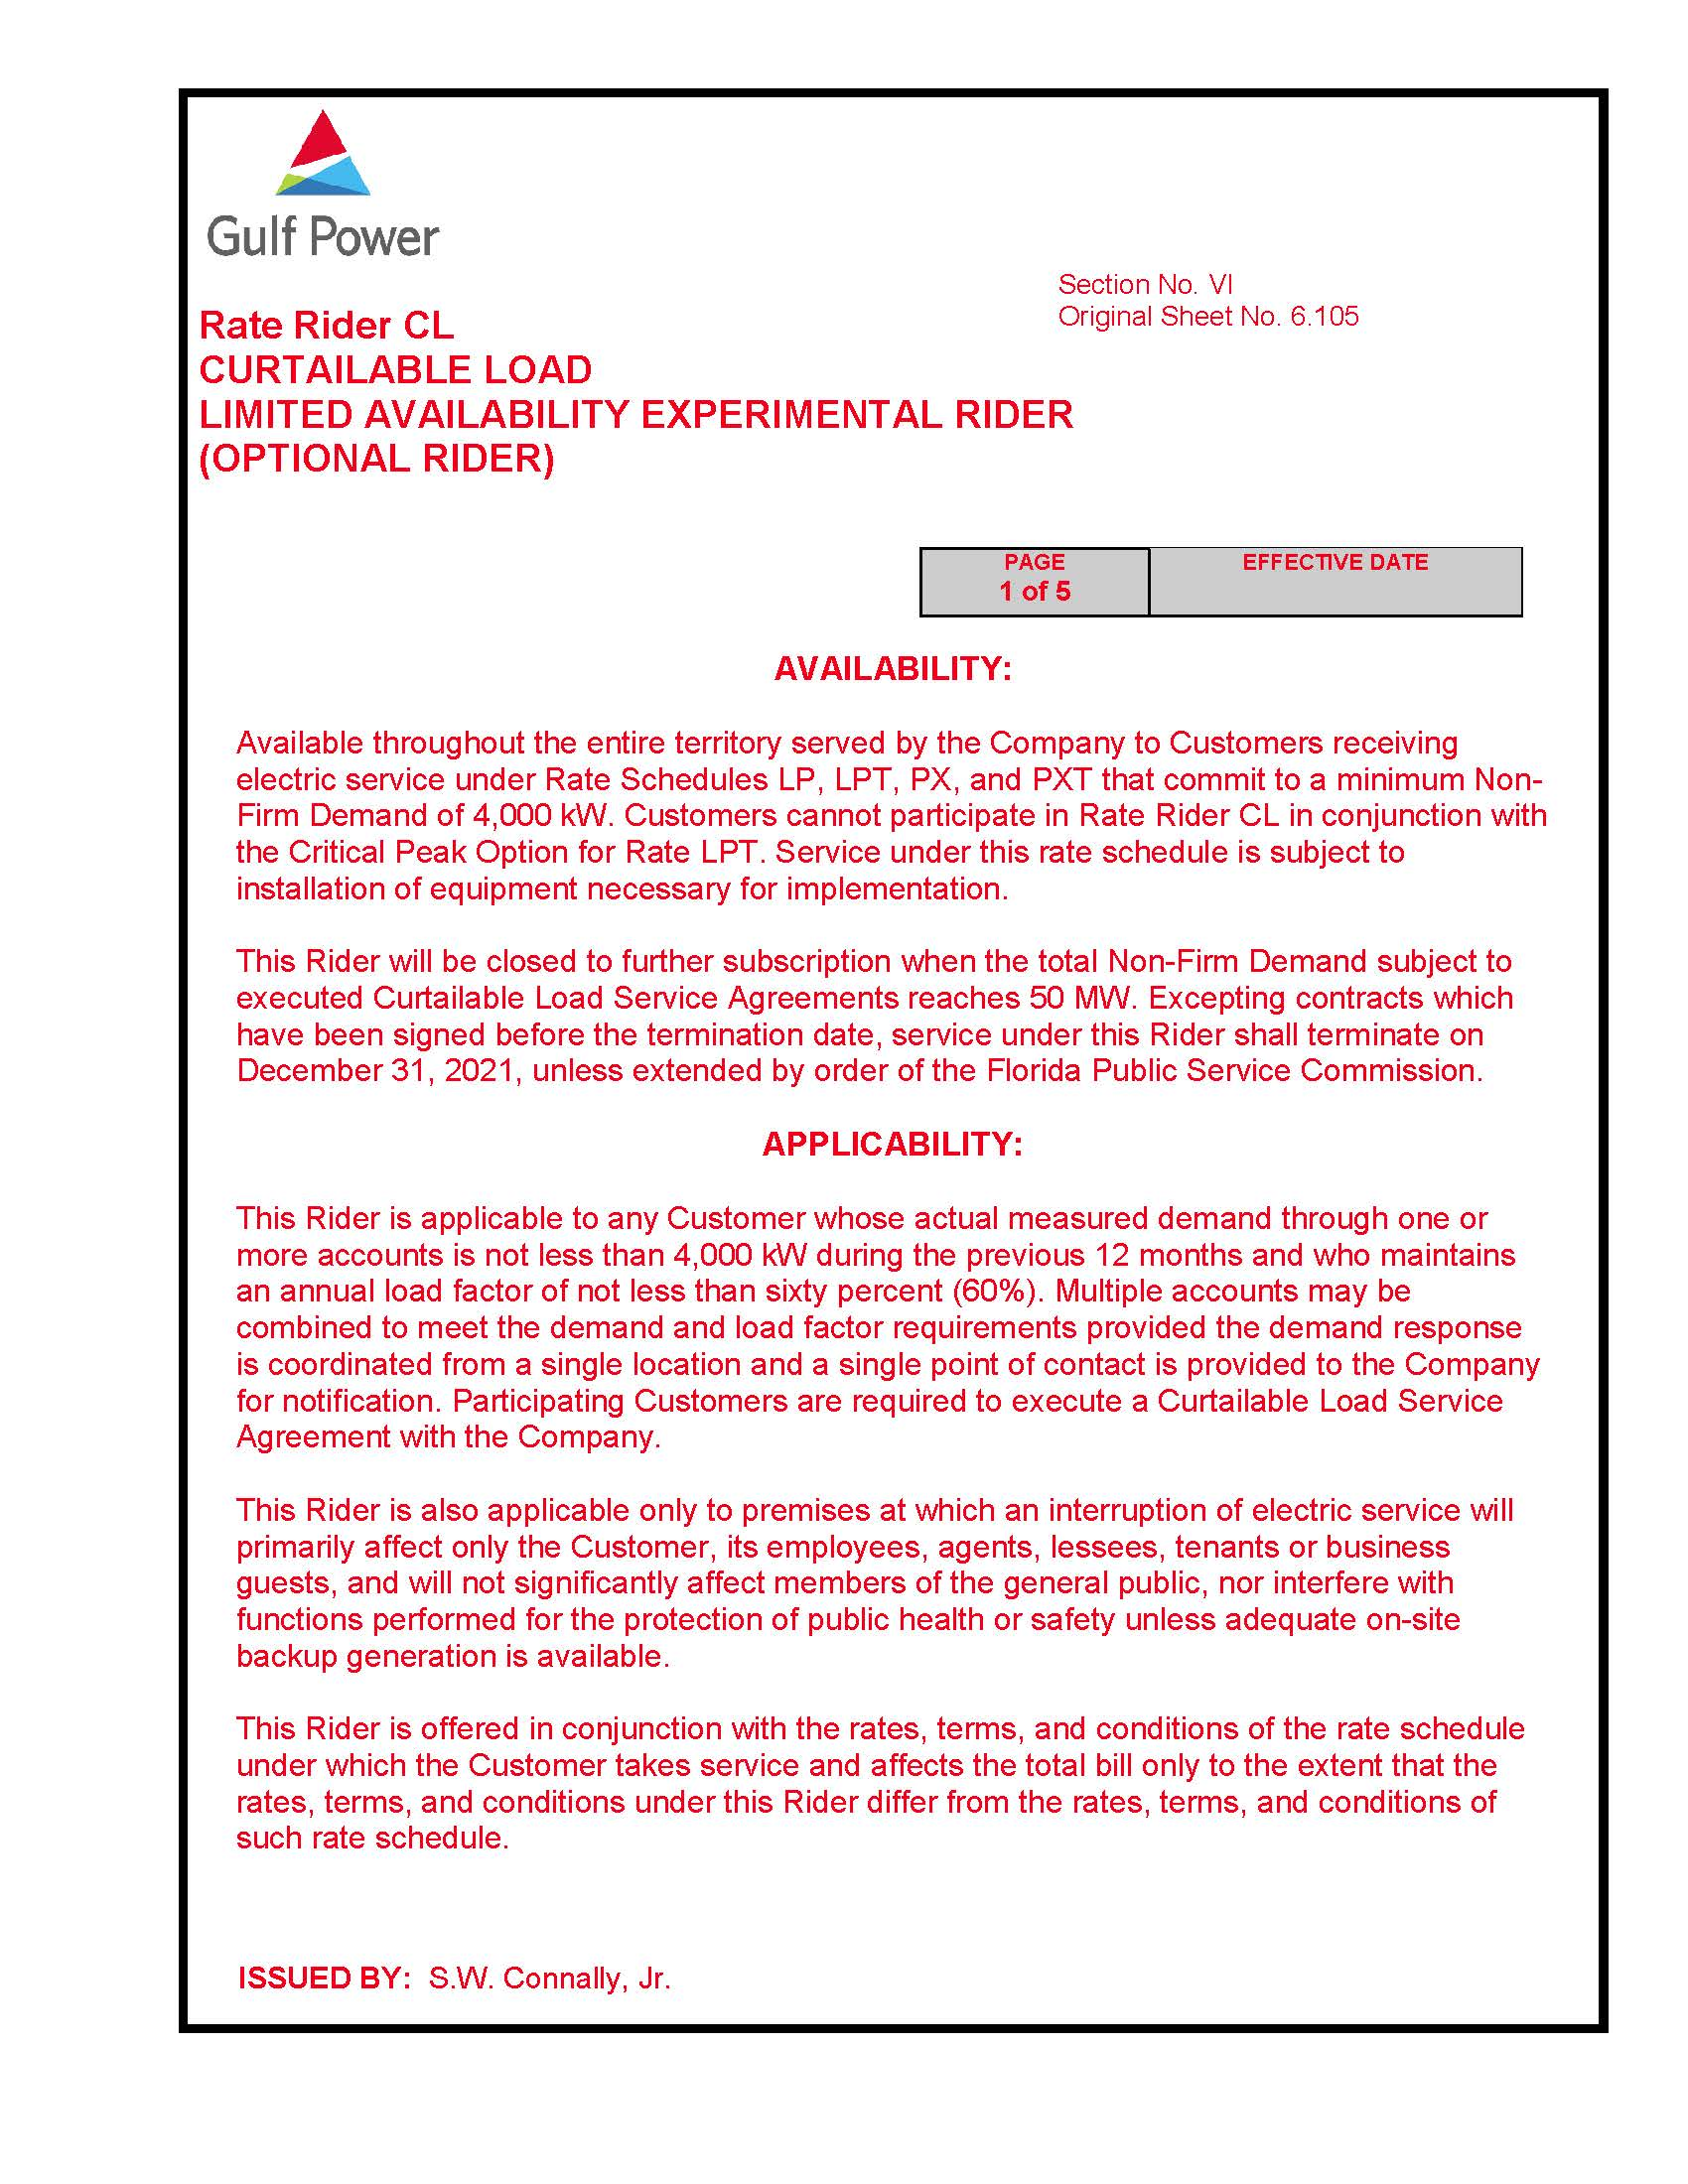 Gulf Power
Section No. VI
Original Sheet No. 6.105
Rate Rider CL
CURTAILABLE LOAD
LIMITED AVAILABILITY EXPERIMENTAL RIDER
(OPTIONAL RIDER)
PAGE
1 of 5
EFFECTIVE DATE
AVAILABILITY:
Available throughout the entire territory served by the Company to Customers receiving
electric service under Rate Schedules LP, LPT, PX, and PXT that commit to a minimum Non-
Firm Demand of 4,000 kW. Customers cannot participate in Rate Rider CL in conjunction with
the Critical Peak Option for Rate LPT. Service under this rate schedule is subject to
installation of equipment necessary for implementation.
This Rider will be closed to further subscription when the total Non-Firm Demand subject to
executed Curtailable Load Service Agreements reaches 50 MW. Excepting contracts which
have been signed before the termination date, service under this Rider shall terminate on
December 31, 2021, unless extended by order of the Florida Public Service Commission.
APPLICABILITY:
This Rider is applicable to any Customer whose actual measured demand through one or
more accounts is not less than 4,000 kW during the previous 12 months and who maintains
an annual load factor of not less than sixty percent (60%). Multiple accounts may be
combined to meet the demand and load factor requirements provided the demand response
is coordinated from a single location and a single point of contact is provided to the Company
for notification. Participating Customers are required to execute a Curtailable Load Service
Agreement with the Company.
This Rider is also applicable only to premises at which an interruption of electric service will
primarily affect only the Customer, its employees, agents, lessees, tenants or business
guests, and will not significantly affect members of the general public, nor interfere with
functions performed for the protection of public health or safety unless adequate on-site
backup generation is available.
This Rider is offered in conjunction with the rates, terms, and conditions of the rate schedule
under which the Customer takes service and affects the total bill only to the extent that the
rates, terms, and conditions under this Rider differ from the rates, terms, and conditions of
such rate schedule.
ISSUED BY: S.W. Connally, Jr.